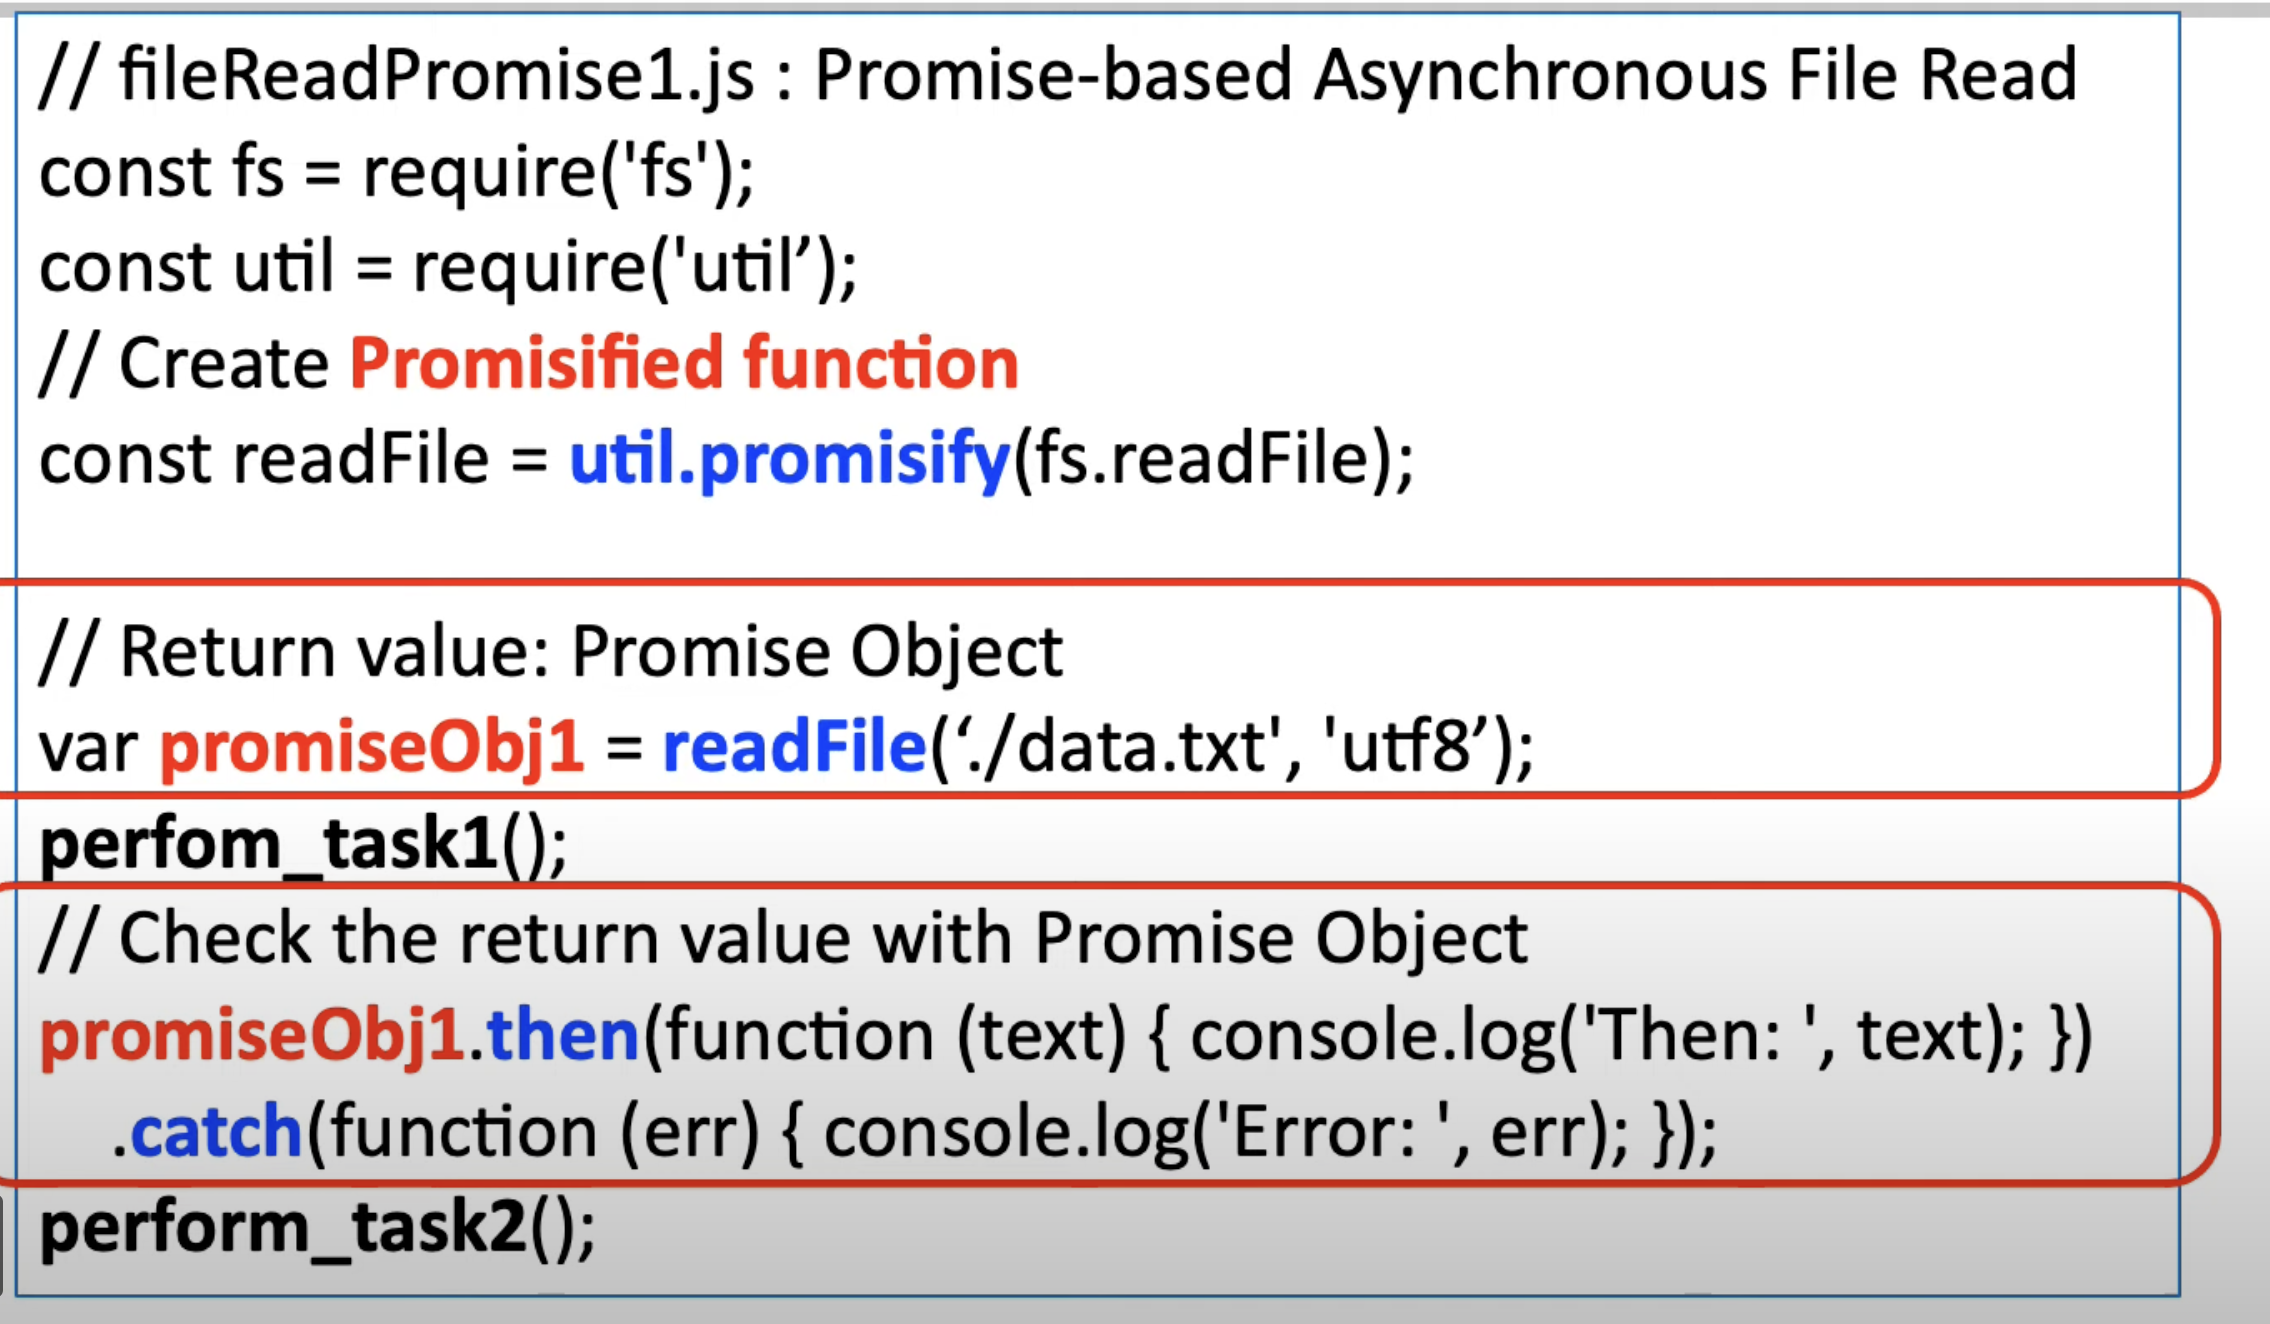 // fileReadPromise1.js : Promise-based Asynchronous File Read
const fs = require('fs');
const util = require('util’);
// Create Promisified function
const readFile = util.promisify(fs.readFile);
// Return value: Promise Object
var promiseObj1 = readFile(‘./data.txt', 'utf8’);
perfom_task1();
// Check the return value with Promise Object
promiseObj1.then(function (text) { console.log('Then: ', text); })
.catch(function (err) { console.log('Error: ', err); });
perform_task2();